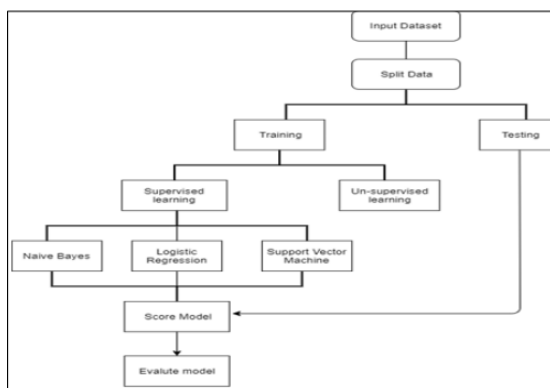 Input Dataset
Split Data
Training
Testing
Supervised
learning
Un-supervised
learning
Naive Bayes
Logistic
Regression
Support Vector
Machine
Score Model
Evalute model